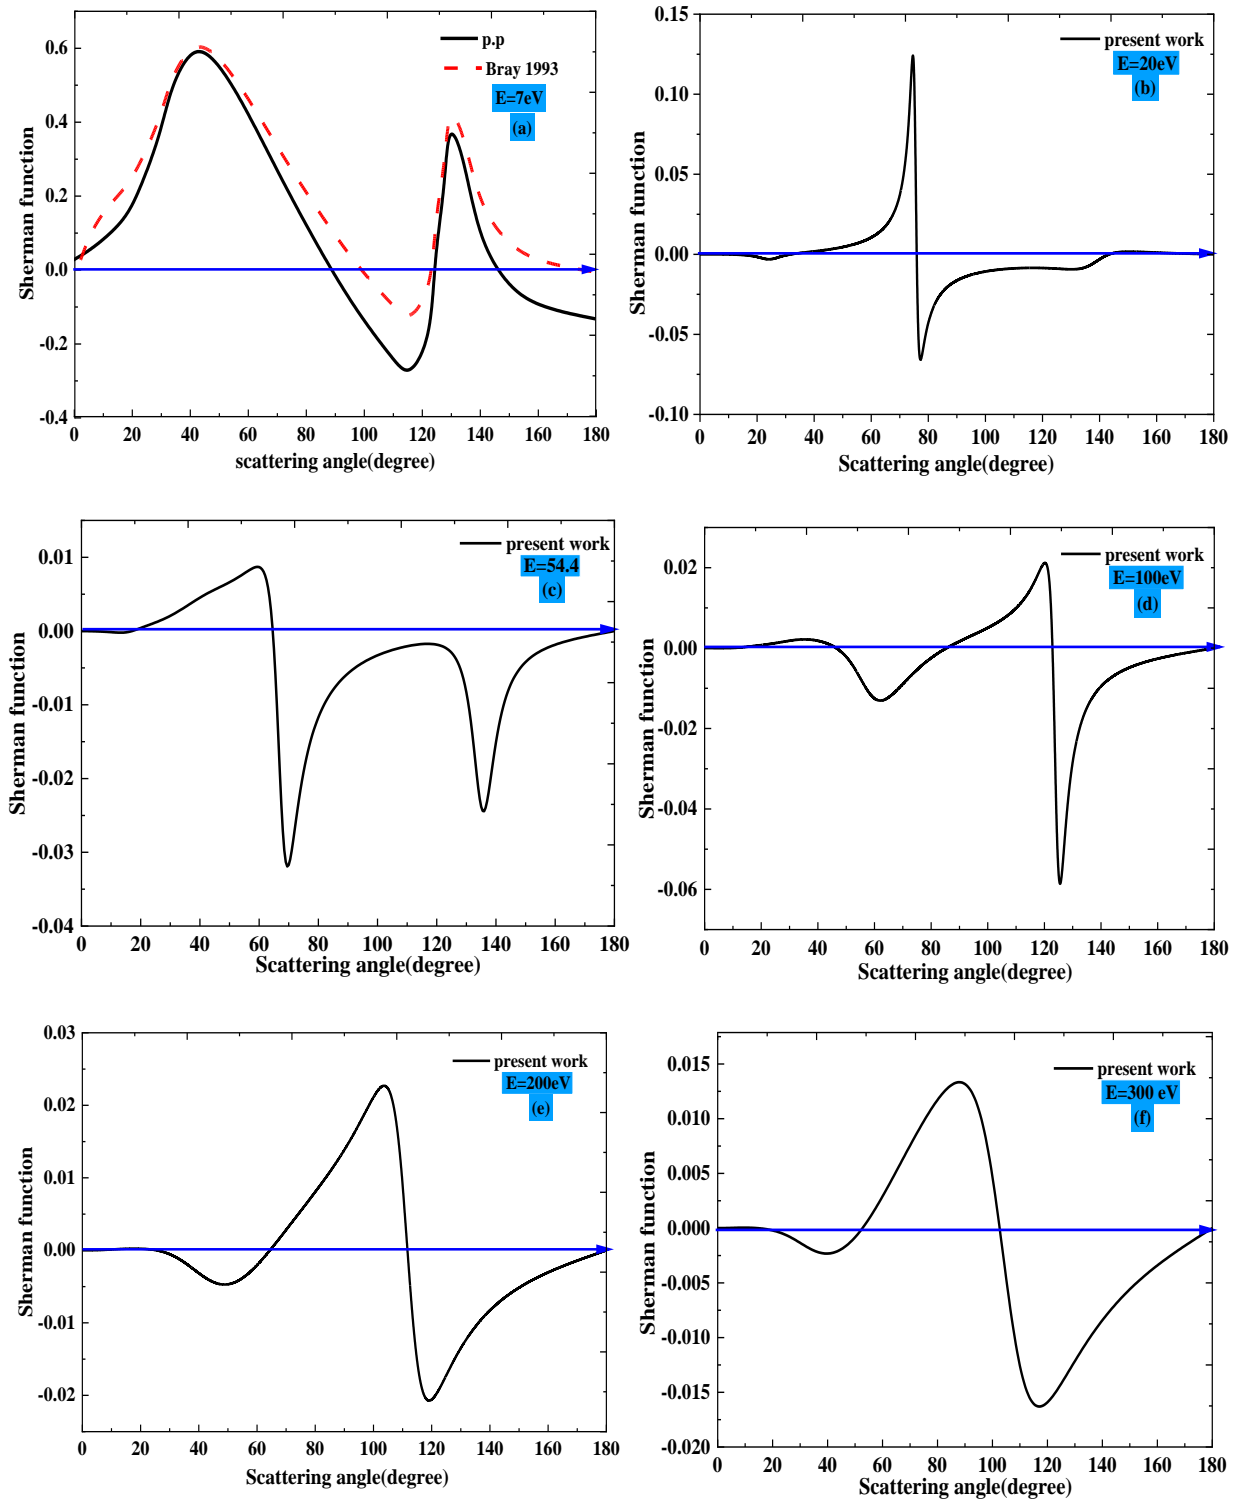 p.p
Bray 1993
E=7eV
(a)
Sherman function
0.6
0.4
0.2
0.0
-0.2
-0.4
0 20 40 60 80 100 120 140 160 180
scattering angle(degree)
present work
E=20eV
(b)
Sherman function
0.15
0.10
0.05
0.00
-0.05
-0.10
0 20 40 60 80 100 120 140 160 180
Scattering angle(degree)
present work
E=54.4
(c)
Sherman function
0.01
0.00
-0.01
-0.02
-0.03
-0.04
0 20 40 60 80 100 120 140 160 180
Scattering angle(degree)
present work
E=100eV
(d)
Sherman function
0.02
0.00
-0.02
-0.04
-0.06
0 20 40 60 80 100 120 140 160 180
Scattering angle(degree)
present work
E=200eV
(e)
Sherman function
0.03
0.02
0.01
0.00
-0.01
-0.02
0 20 40 60 80 100 120 140 160 180
Scattering angle(degree)
present work
E=300 eV
(f)
Sherman function
0.015
0.010
0.005
0.000
-0.005
-0.010
-0.015
-0.020
0 20 40 60 80 100 120 140 160 180
Scattering angle(degree)